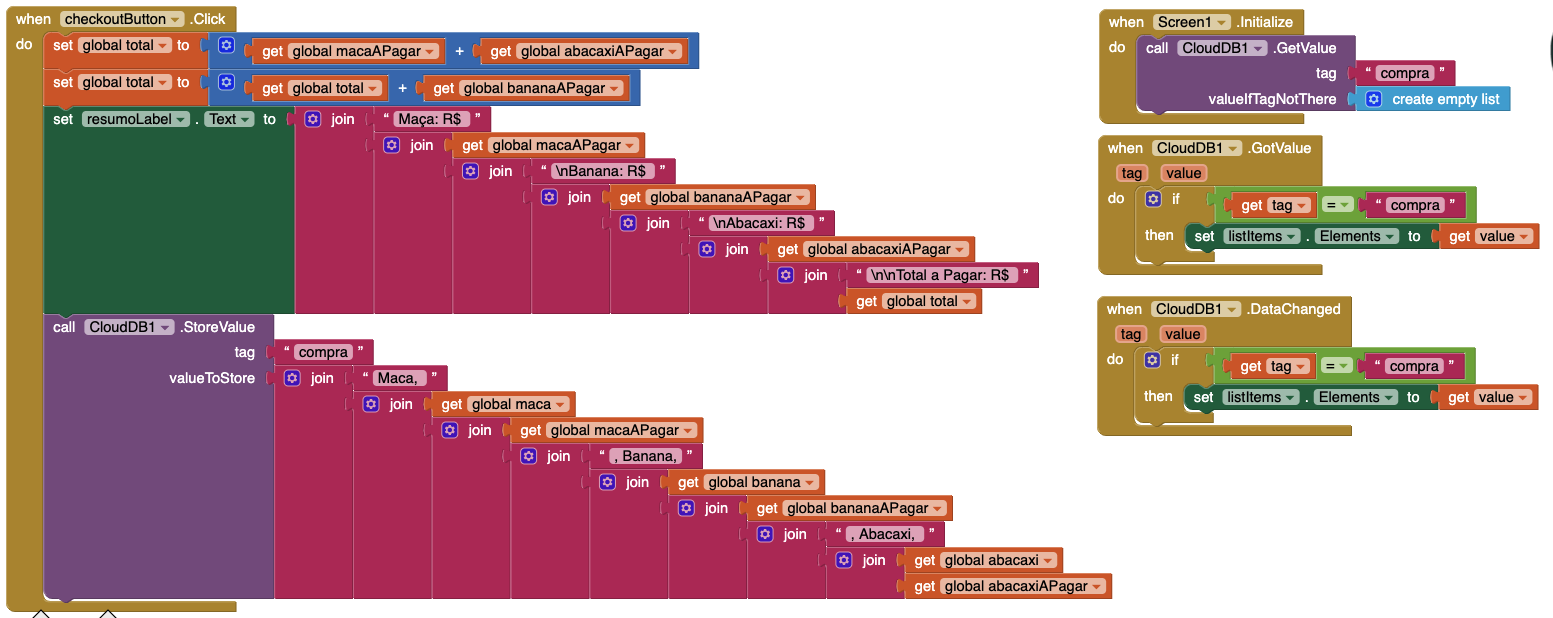 when checkoutButton .Click
do set global total to get global macaAPagar + get global abacaxiAPagar
set global total to get global total + get global bananaAPagar
set resumoLabel . Text to join “ Maça: R$ ”
join get global macaAPagar
join “ \nBanana: R$ ”
join get global bananaAPagar
join “ \nAbacaxi: R$ ”
join get global abacaxiAPagar
join “ \n\nTotal a Pagar: R$ ”
get global total
call CloudDB1 .StoreValue
tag “ compra ”
valueToStore join “ Maca, ”
join get global maca
join get global macaAPagar
join “ , Banana, ”
join get global banana
join get global bananaAPagar
join “ , Abacaxi, ”
join get global abacaxi
get global abacaxiAPagar
when Screen1 .Initialize
do call CloudDB1 .GetValue
tag “ compra ”
valueIfTagNotThere create empty list
when CloudDB1 .GotValue
tag value
do if get tag = “ compra ”
then set listItems . Elements to get value
when CloudDB1 .DataChanged
tag value
do if get tag = “ compra ”
then set listItems . Elements to get value